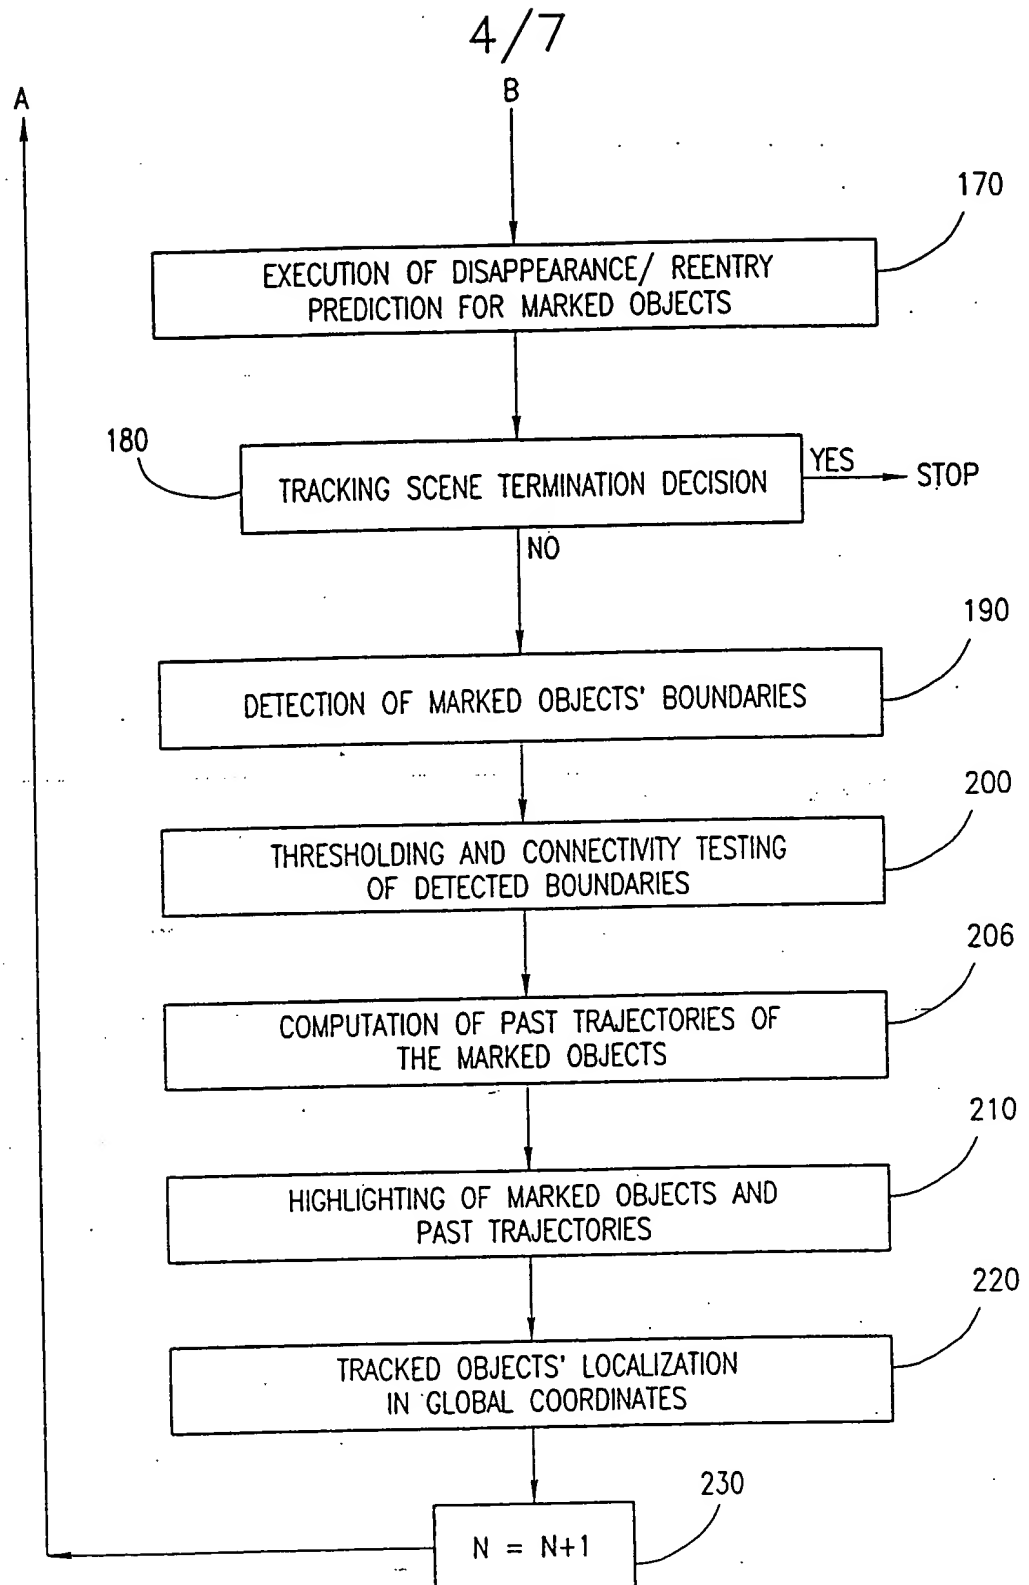 4/7
A
B
170
EXECUTION OF DISAPPEARANCE/ REENTRY
PREDICTION FOR MARKED OBJECTS
180
TRACKING SCENE TERMINATION DECISION
YES
STOP
NO
190
DETECTION OF MARKED OBJECTS' BOUNDARIES
200
THRESHOLDING AND CONNECTIVITY TESTING
OF DETECTED BOUNDARIES
206
COMPUTATION OF PAST TRAJECTORIES OF
THE MARKED OBJECTS
210
HIGHLIGHTING OF MARKED OBJECTS AND
PAST TRAJECTORIES
220
TRACKED OBJECTS' LOCALIZATION
IN GLOBAL COORDINATES
230
N = N+1